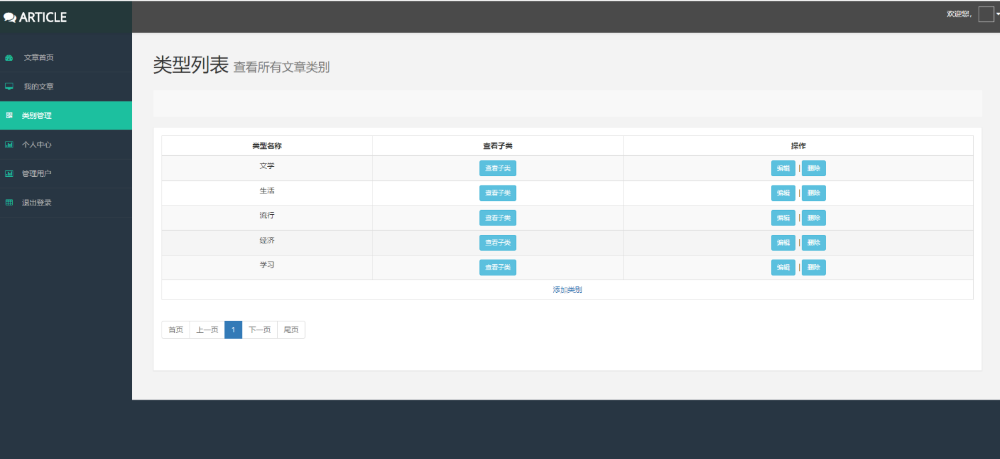 ARTICLE
欢迎您,
文章首页
我的文章
类别管理
个人中心
管理用户
退出登录
类型列表 查看所有文章类别
类型名称 查看子类 操作
文学 查看子类 编辑 | 删除
生活 查看子类 编辑 | 删除
流行 查看子类 编辑 | 删除
经济 查看子类 编辑 | 删除
学习 查看子类 编辑 | 删除
添加类别
首页 上一页 1 下一页 尾页